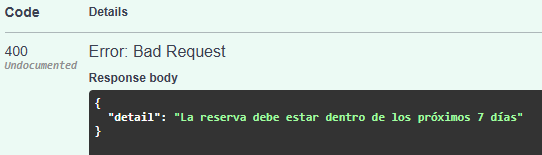 Code Details
400 Error: Bad Request
Undocumented
Response body
{
"detail": "La reserva debe estar dentro de los próximos 7 días"
}